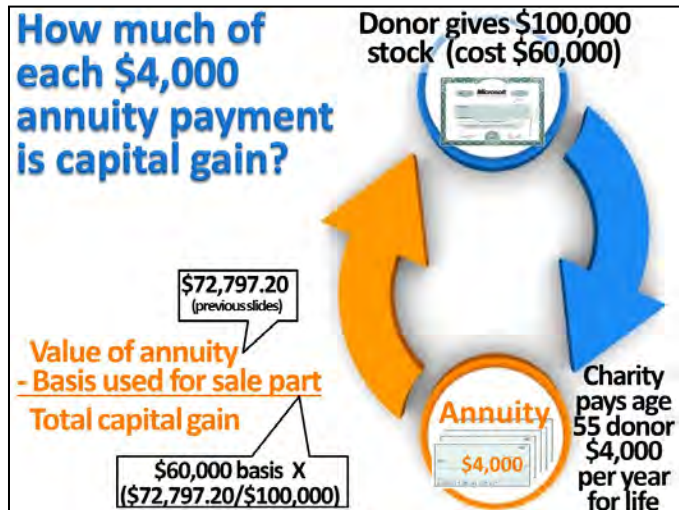 How much of
each $4,000
annuity payment
is capital gain?
Donor gives $100,000
stock (cost $60,000)
Microsoft
$72,797.20
(previous slides)
Value of annuity
- Basis used for sale part
Total capital gain
$60,000 basis X
($72,797.20/$100,000)
Annuity
$4,000
Charity
pays age
55 donor
$4,000
per year
for life